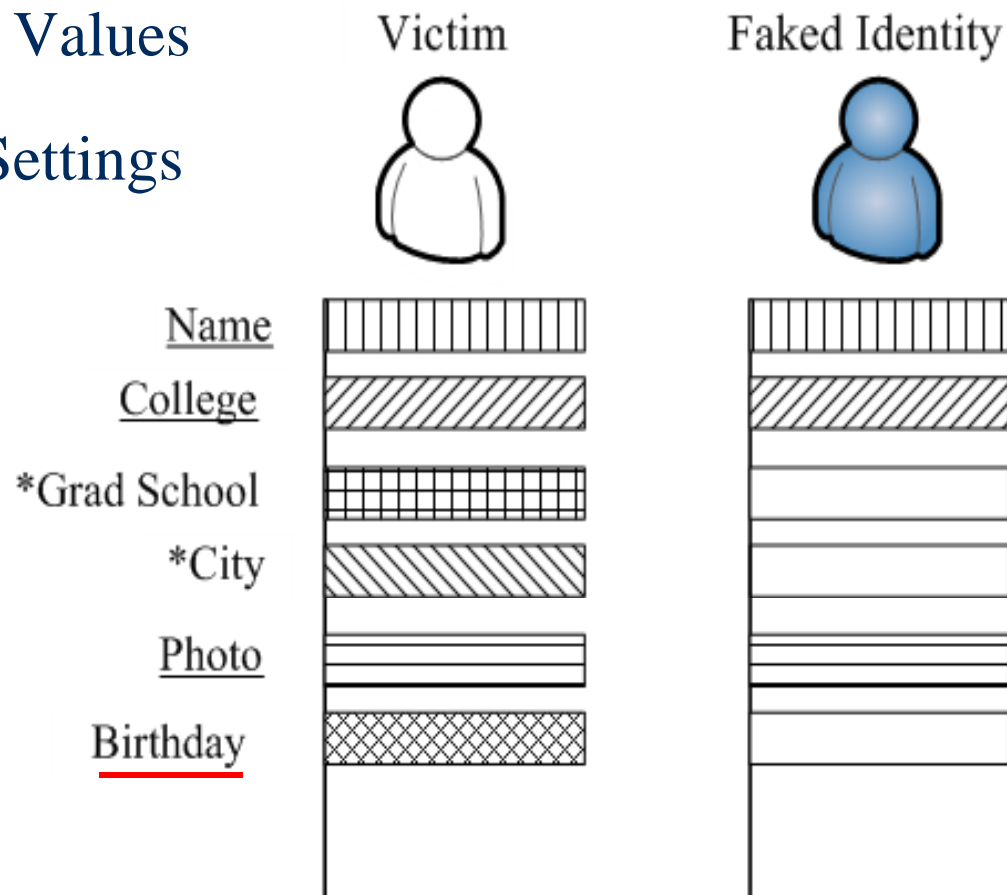 Values
Settings
Victim
Faked Identity
Name
College
*Grad School
*City
Photo
Birthday